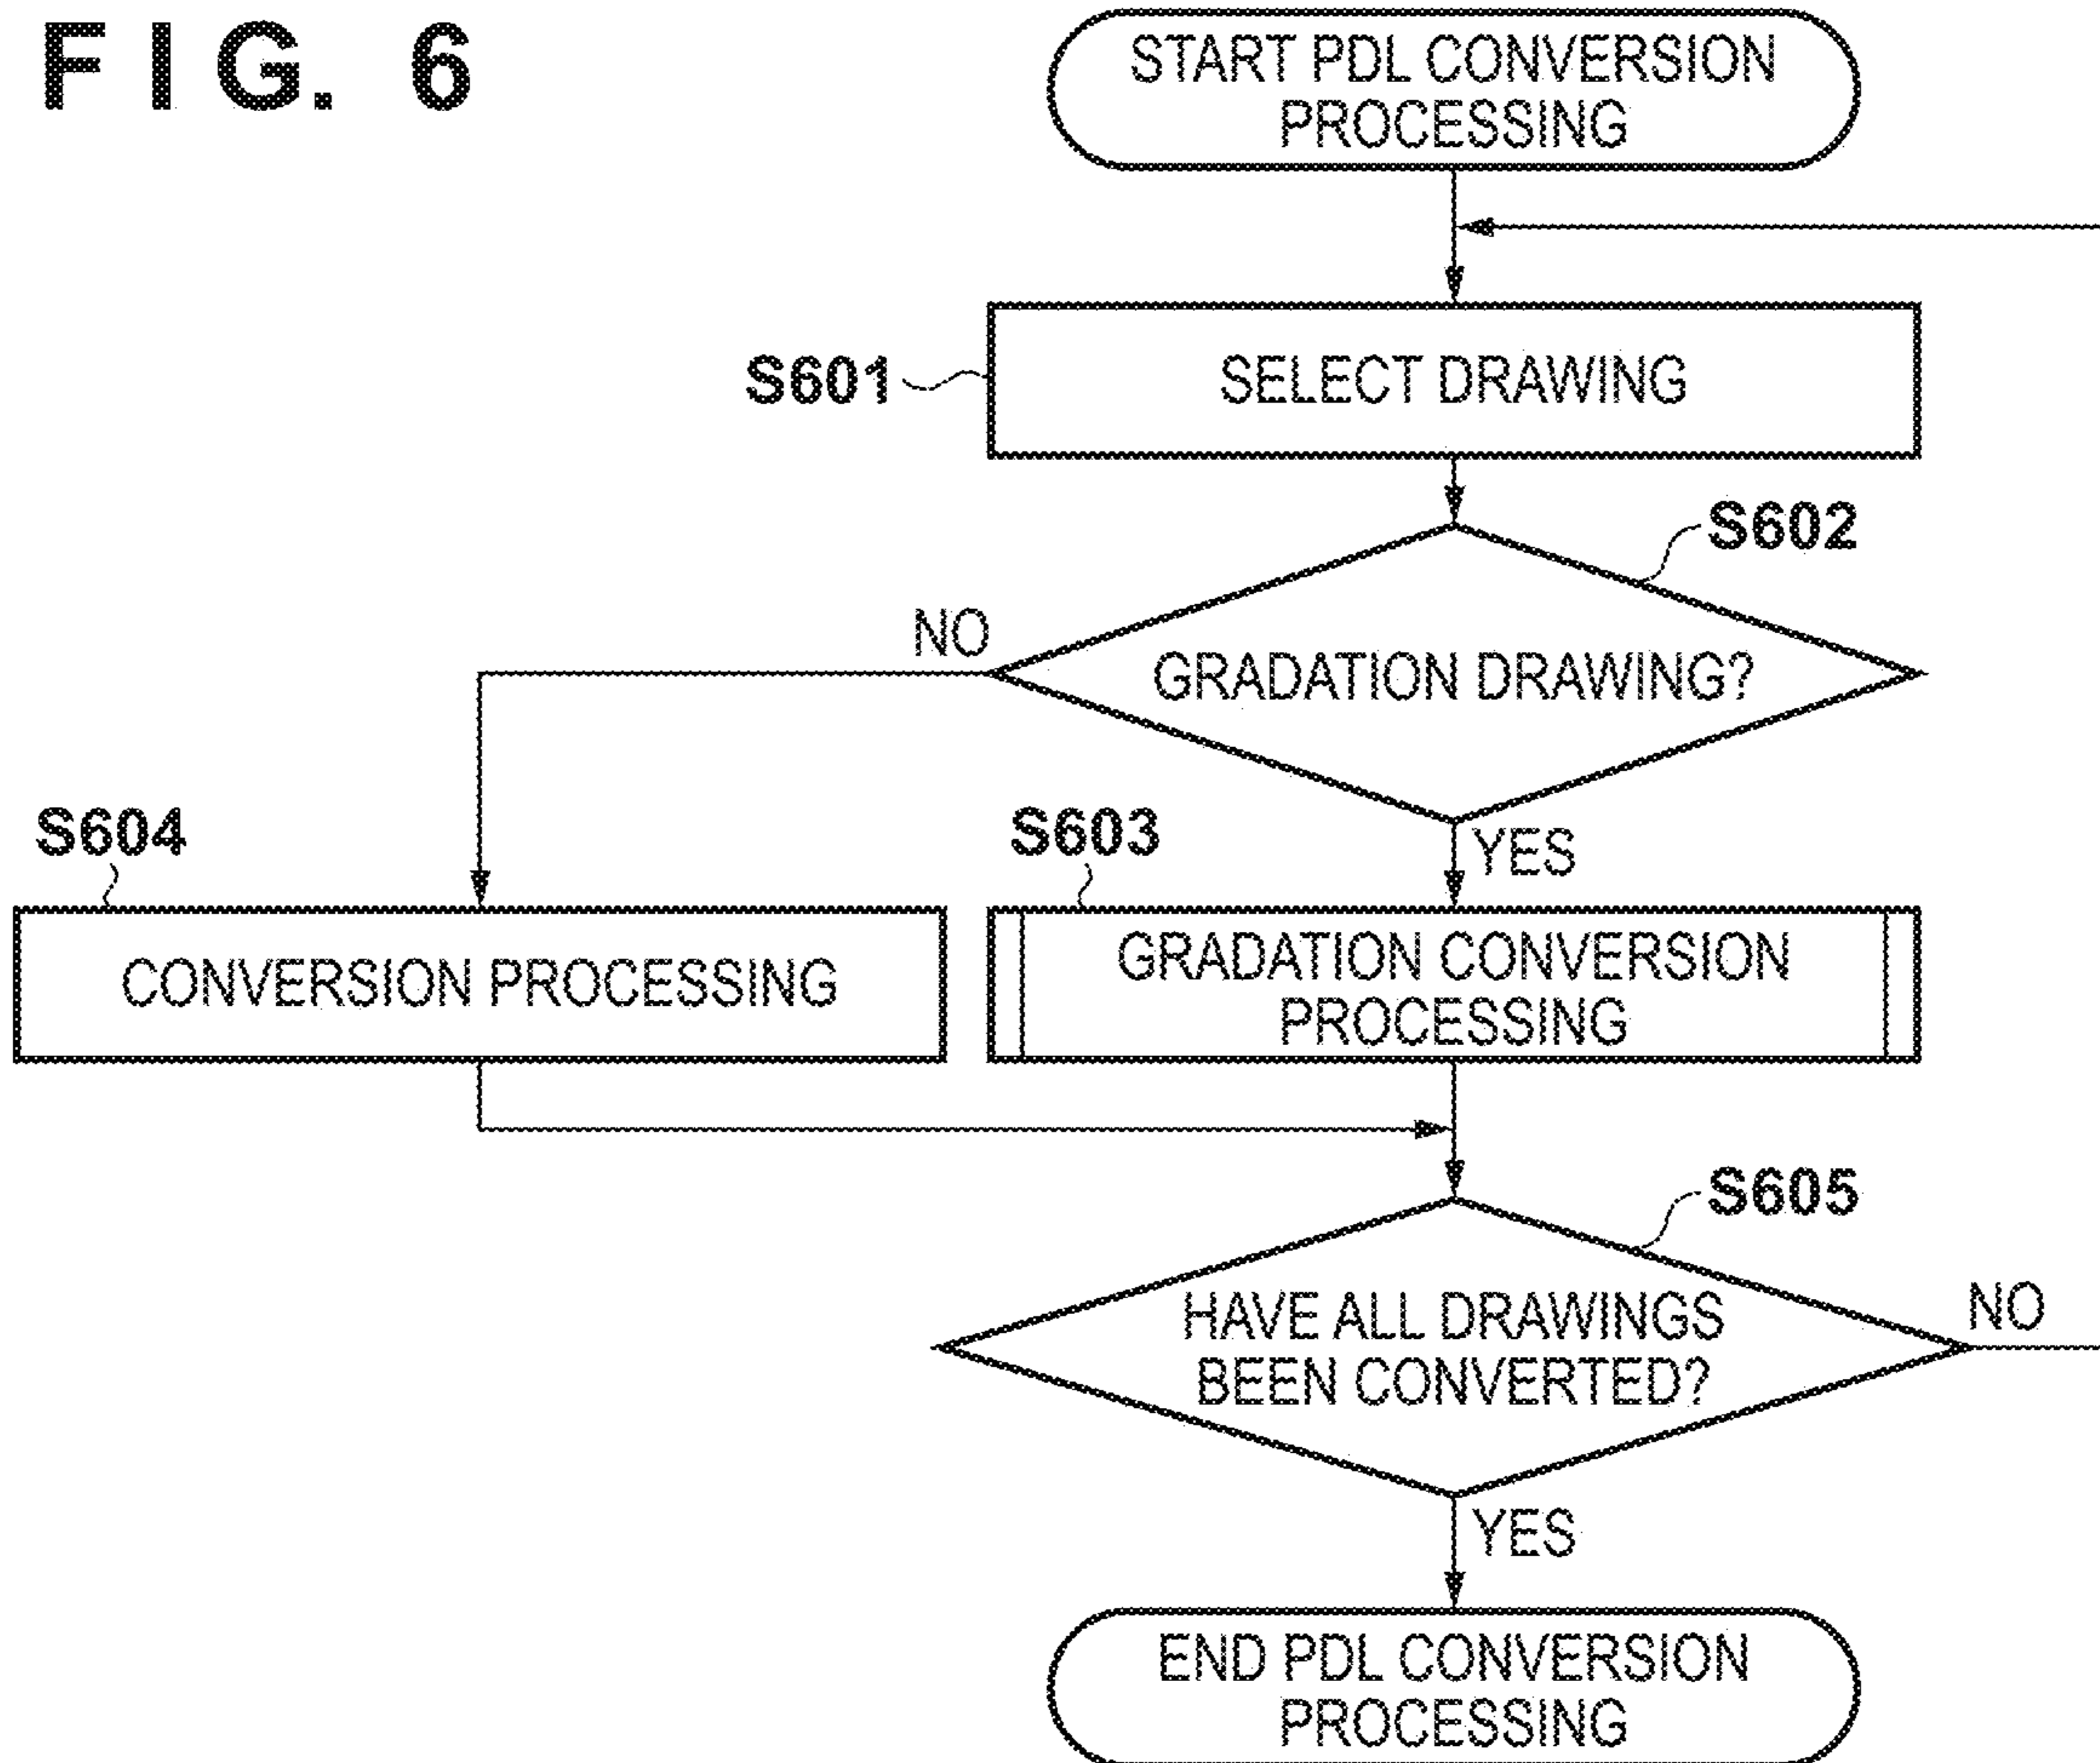 FIG. 6
START PDL CONVERSION
PROCESSING
S601
SELECT DRAWING
S602
NO
GRADATION DRAWING?
YES
S604
S603
CONVERSION PROCESSING
GRADATION CONVERSION
PROCESSING
S605
HAVE ALL DRAWINGS
BEEN CONVERTED?
NO
YES
END PDL CONVERSION
PROCESSING